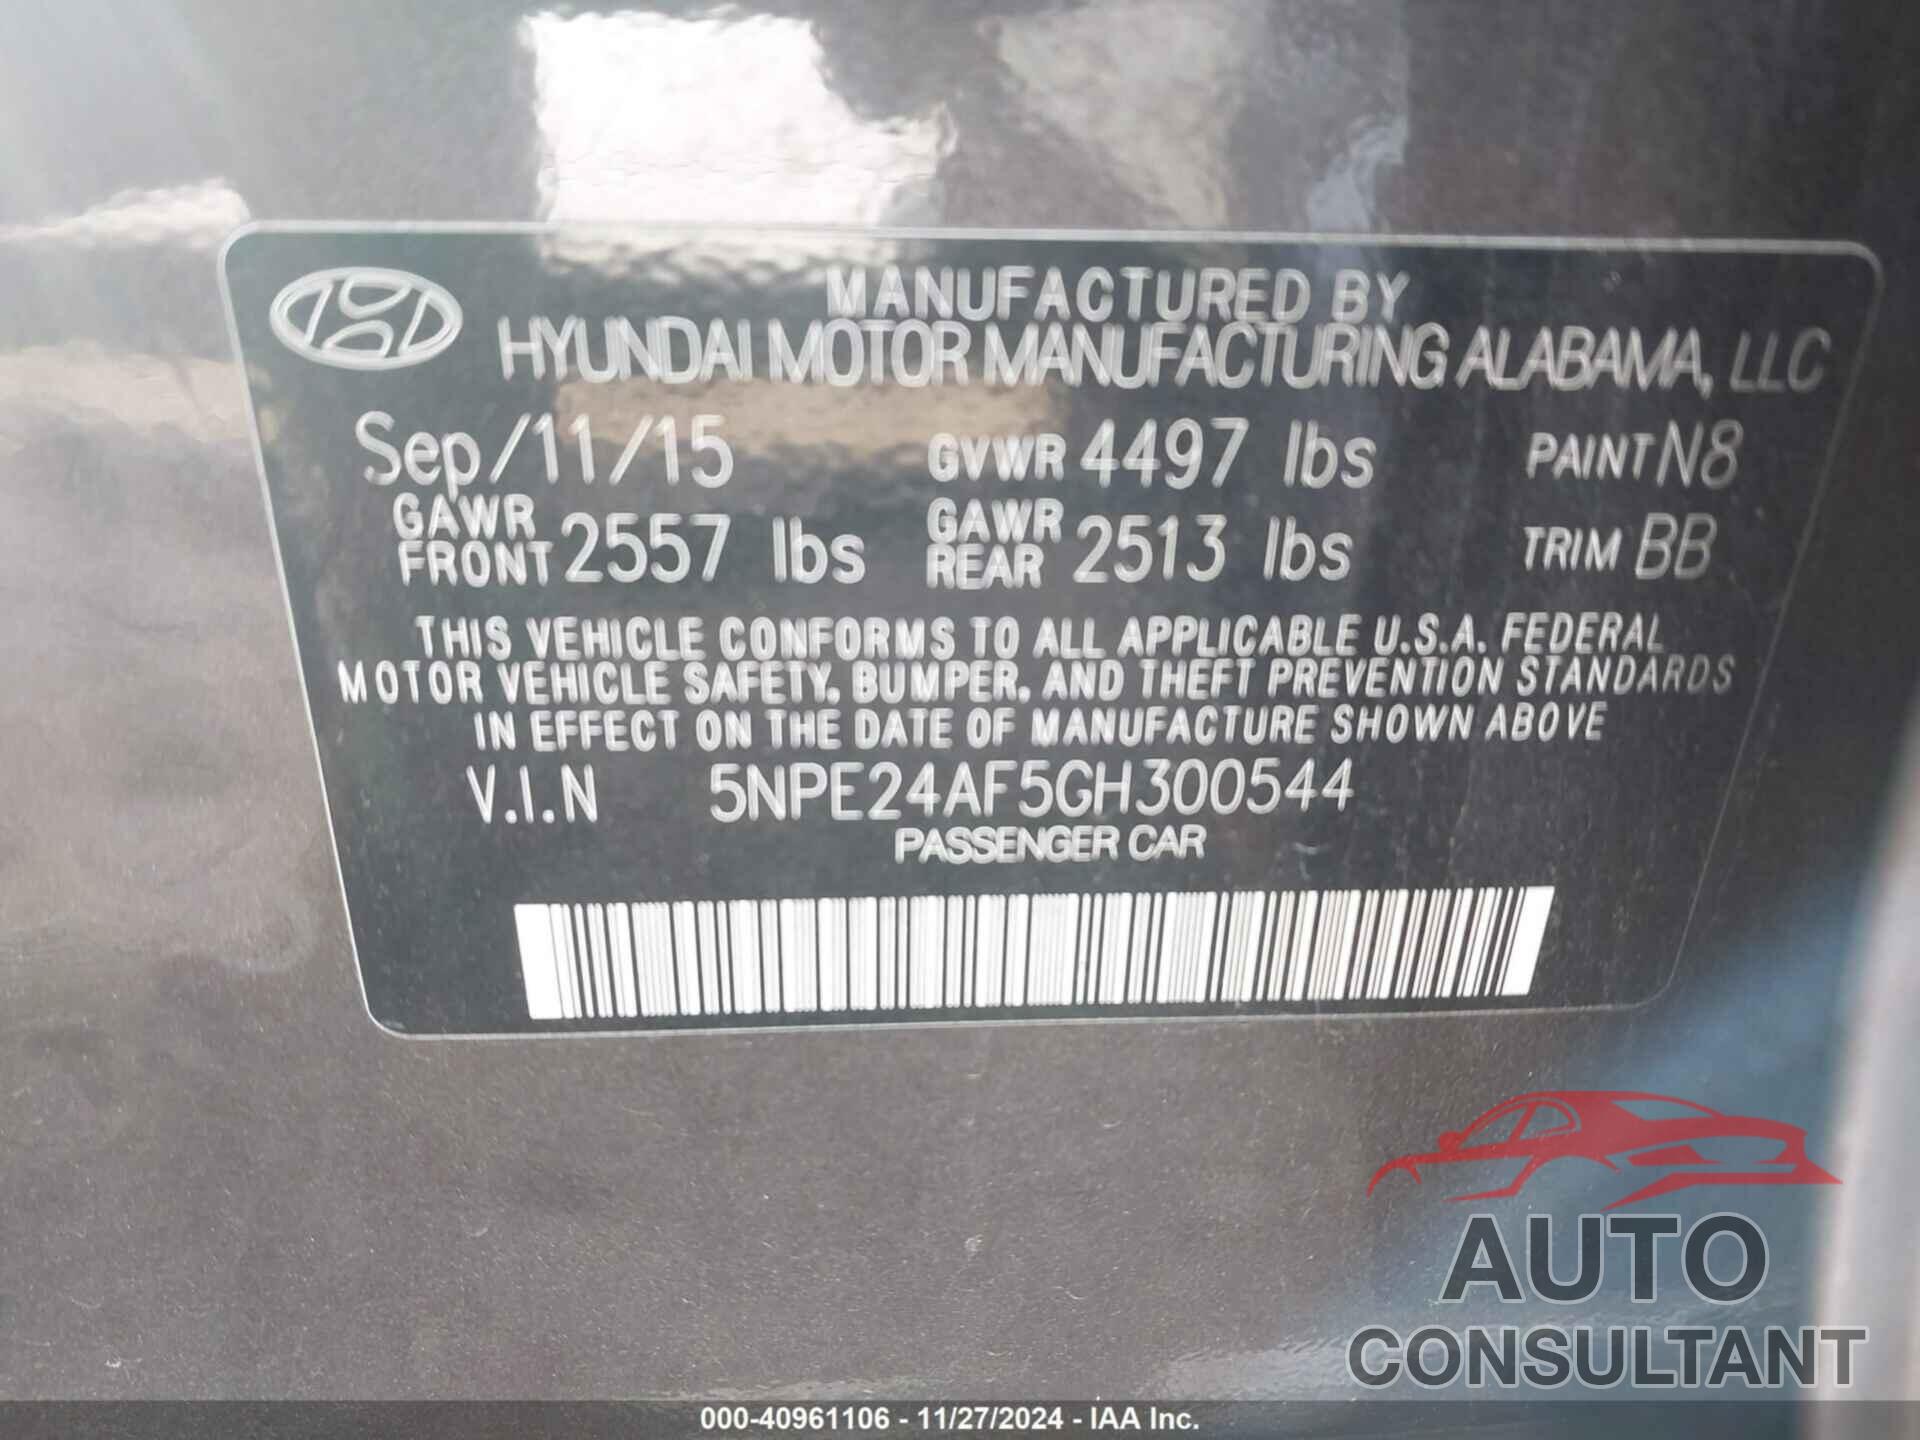 MANUFACTURED BY
HYUNDAI MOTOR MANUFACTURING ALABAMA, LLC
Sep/11/15 GVWR 4497 lbs PAINT N8
GAWR FRONT 2557 lbs GAWR REAR 2513 lbs TRIM BB
THIS VEHICLE CONFORMS TO ALL APPLICABLE U.S.A. FEDERAL
MOTOR VEHICLE SAFETY, BUMPER, AND THEFT PREVENTION STANDARDS
IN EFFECT ON THE DATE OF MANUFACTURE SHOWN ABOVE
V.I.N 5NPE24AF5GH300544
PASSENGER CAR
AUTO
CONSULTANT
000-40961106 - 11/27/2024 - IAA Inc.